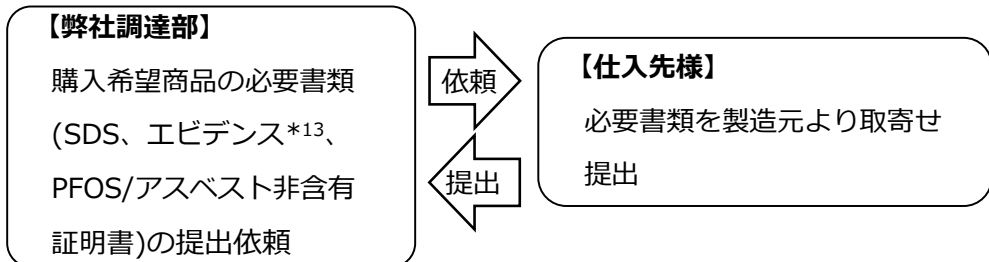 【弊社調達部】
購入希望商品の必要書類
(SDS、エビデンス*13、
PFOS/アスベスト非含有
証明書)の提出依頼
依頼
提出
【仕入先様】
必要書類を製造元より取寄せ
提出